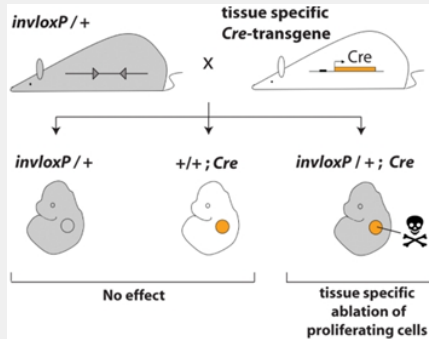 invloxP / +
tissue specific
Cre-transgene
Cre
X
invloxP / +
+/+ ; Cre
invloxP / + ; Cre
No effect
tissue specific
ablation of
proliferating cells